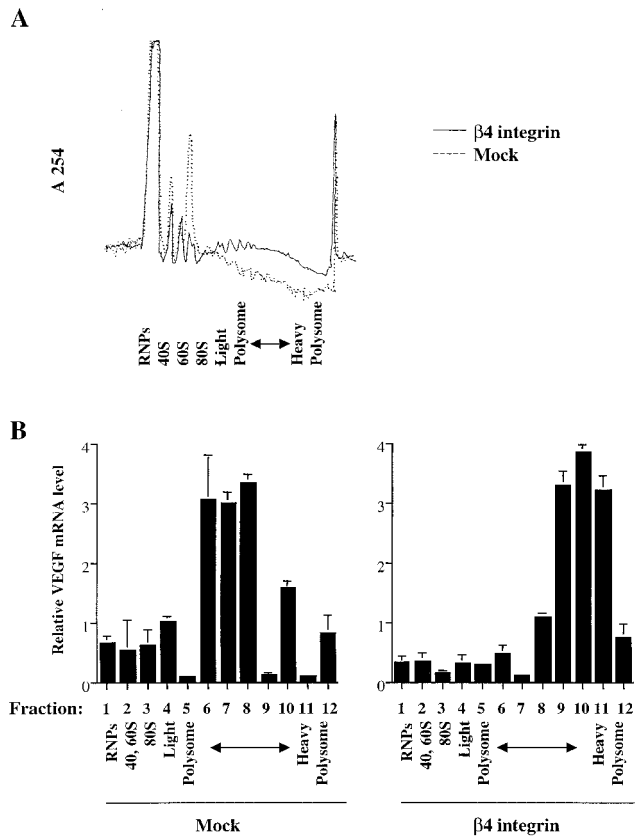 A
A 254
β4 integrin
Mock
RNPs
40S
60S
80S
Light
Polysome
Heavy
Polysome
B
Relative VEGF mRNA level
4
3
2
1
0
4
3
2
1
0
Fraction: 1 2 3 4 5 6 7 8 9 10 11 12
1 2 3 4 5 6 7 8 9 10 11 12
RNPs
40, 60S
80S
Light
Polysome
Heavy
Polysome
RNPs
40, 60S
80S
Light
Polysome
Heavy
Polysome
Mock
β4 integrin